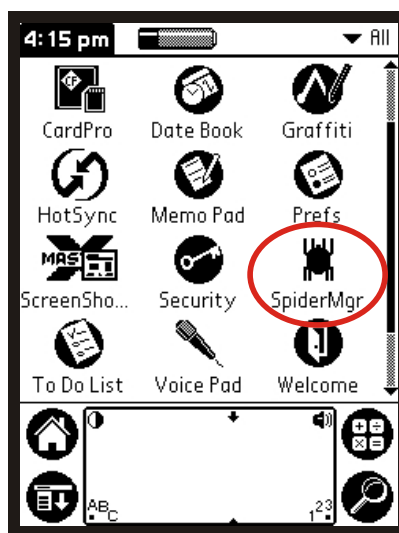 4:15 pm All
CF
CardPro Date Book Graffiti
HotSync Memo Pad Prefs
MAS
ScreenSho... Security SpiderMgr
To Do List Voice Pad Welcome
ABC 123